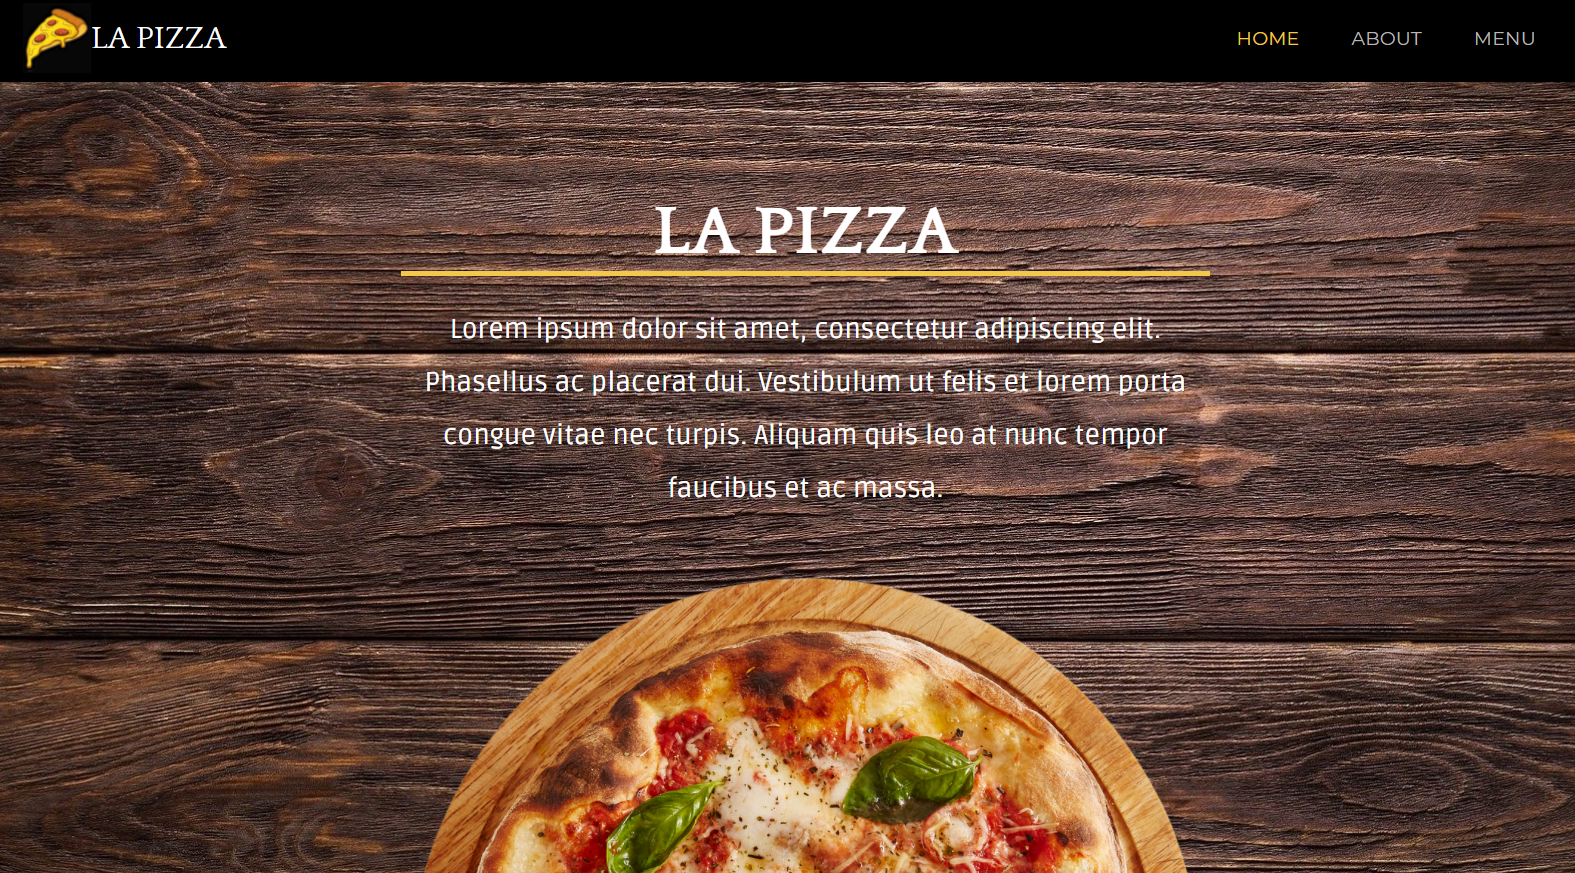 LA PIZZA
HOME ABOUT MENU
LA PIZZA
Lorem ipsum dolor sit amet, consectetur adipiscing elit.
Phasellus ac placerat dui. Vestibulum ut felis et lorem porta
congue vitae nec turpis. Aliquam quis leo at nunc tempor
faucibus et ac massa.